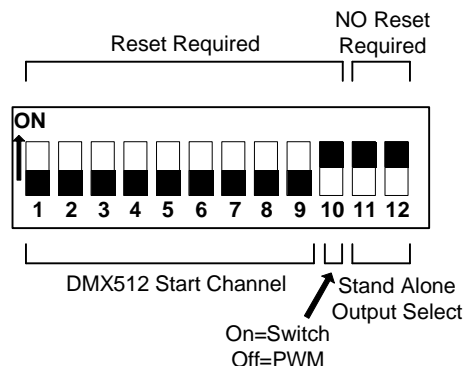 NO Reset
Reset Required
Required
ON
1 2 3 4 5 6 7 8 9 10 11 12
DMX512 Start Channel
Stand Alone
Output Select
On=Switch
Off=PWM